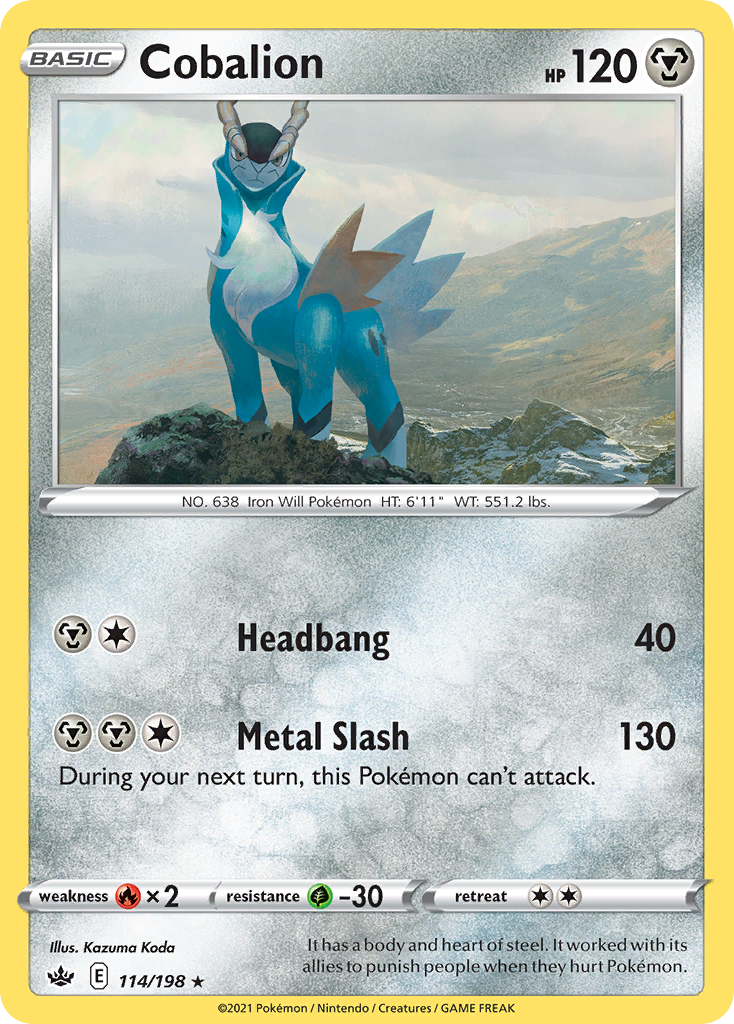 BASIC Cobalion HP 120
NO. 638 Iron Will Pokémon HT: 6'11" WT: 551.2 lbs.
Headbang 40
Metal Slash 130
During your next turn, this Pokémon can't attack.
weakness ×2 resistance -30 retreat
Illus. Kazuma Koda
It has a body and heart of steel. It worked with its
allies to punish people when they hurt Pokémon.
E 114/198 ★
©2021 Pokémon / Nintendo / Creatures / GAME FREAK